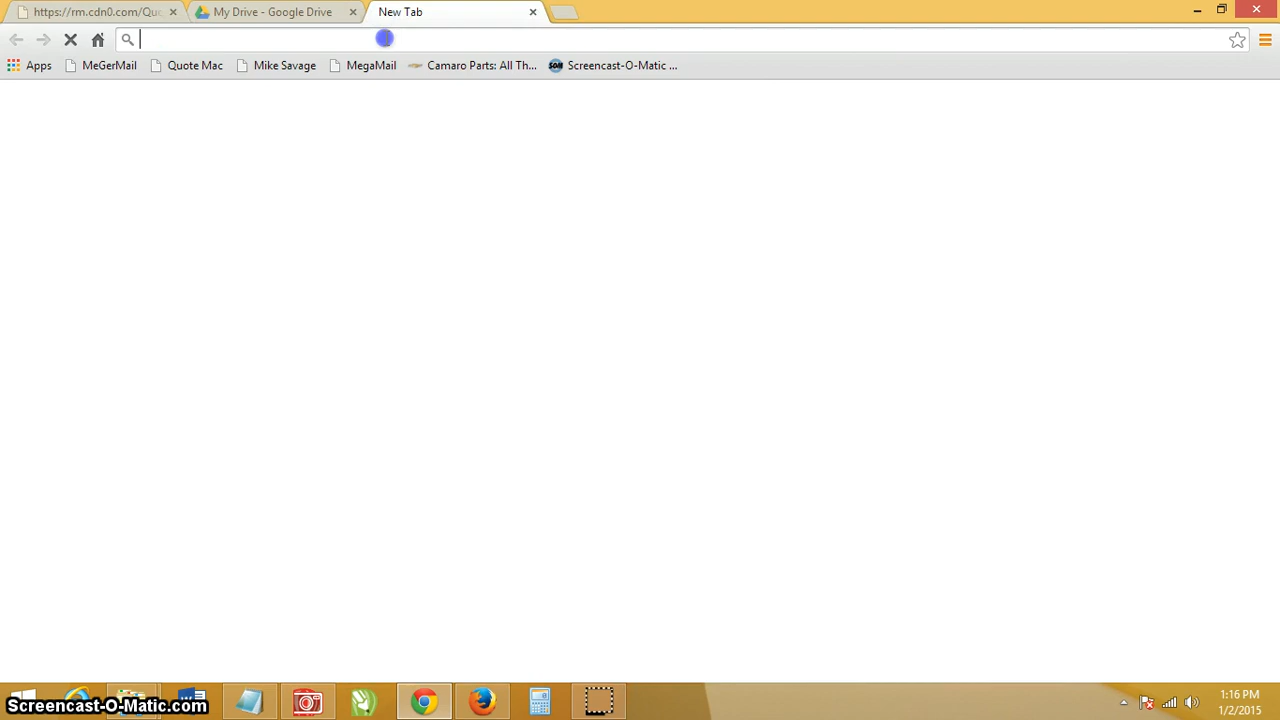 https://rm.cdn0.com/Quo
My Drive - Google Drive
New Tab
Apps
MeGerMail
Quote Mac
Mike Savage
MegaMail
Camaro Parts: All Th...
Screencast-O-Matic ...
Screencast-O-Matic.com
1:16 PM
1/2/2015